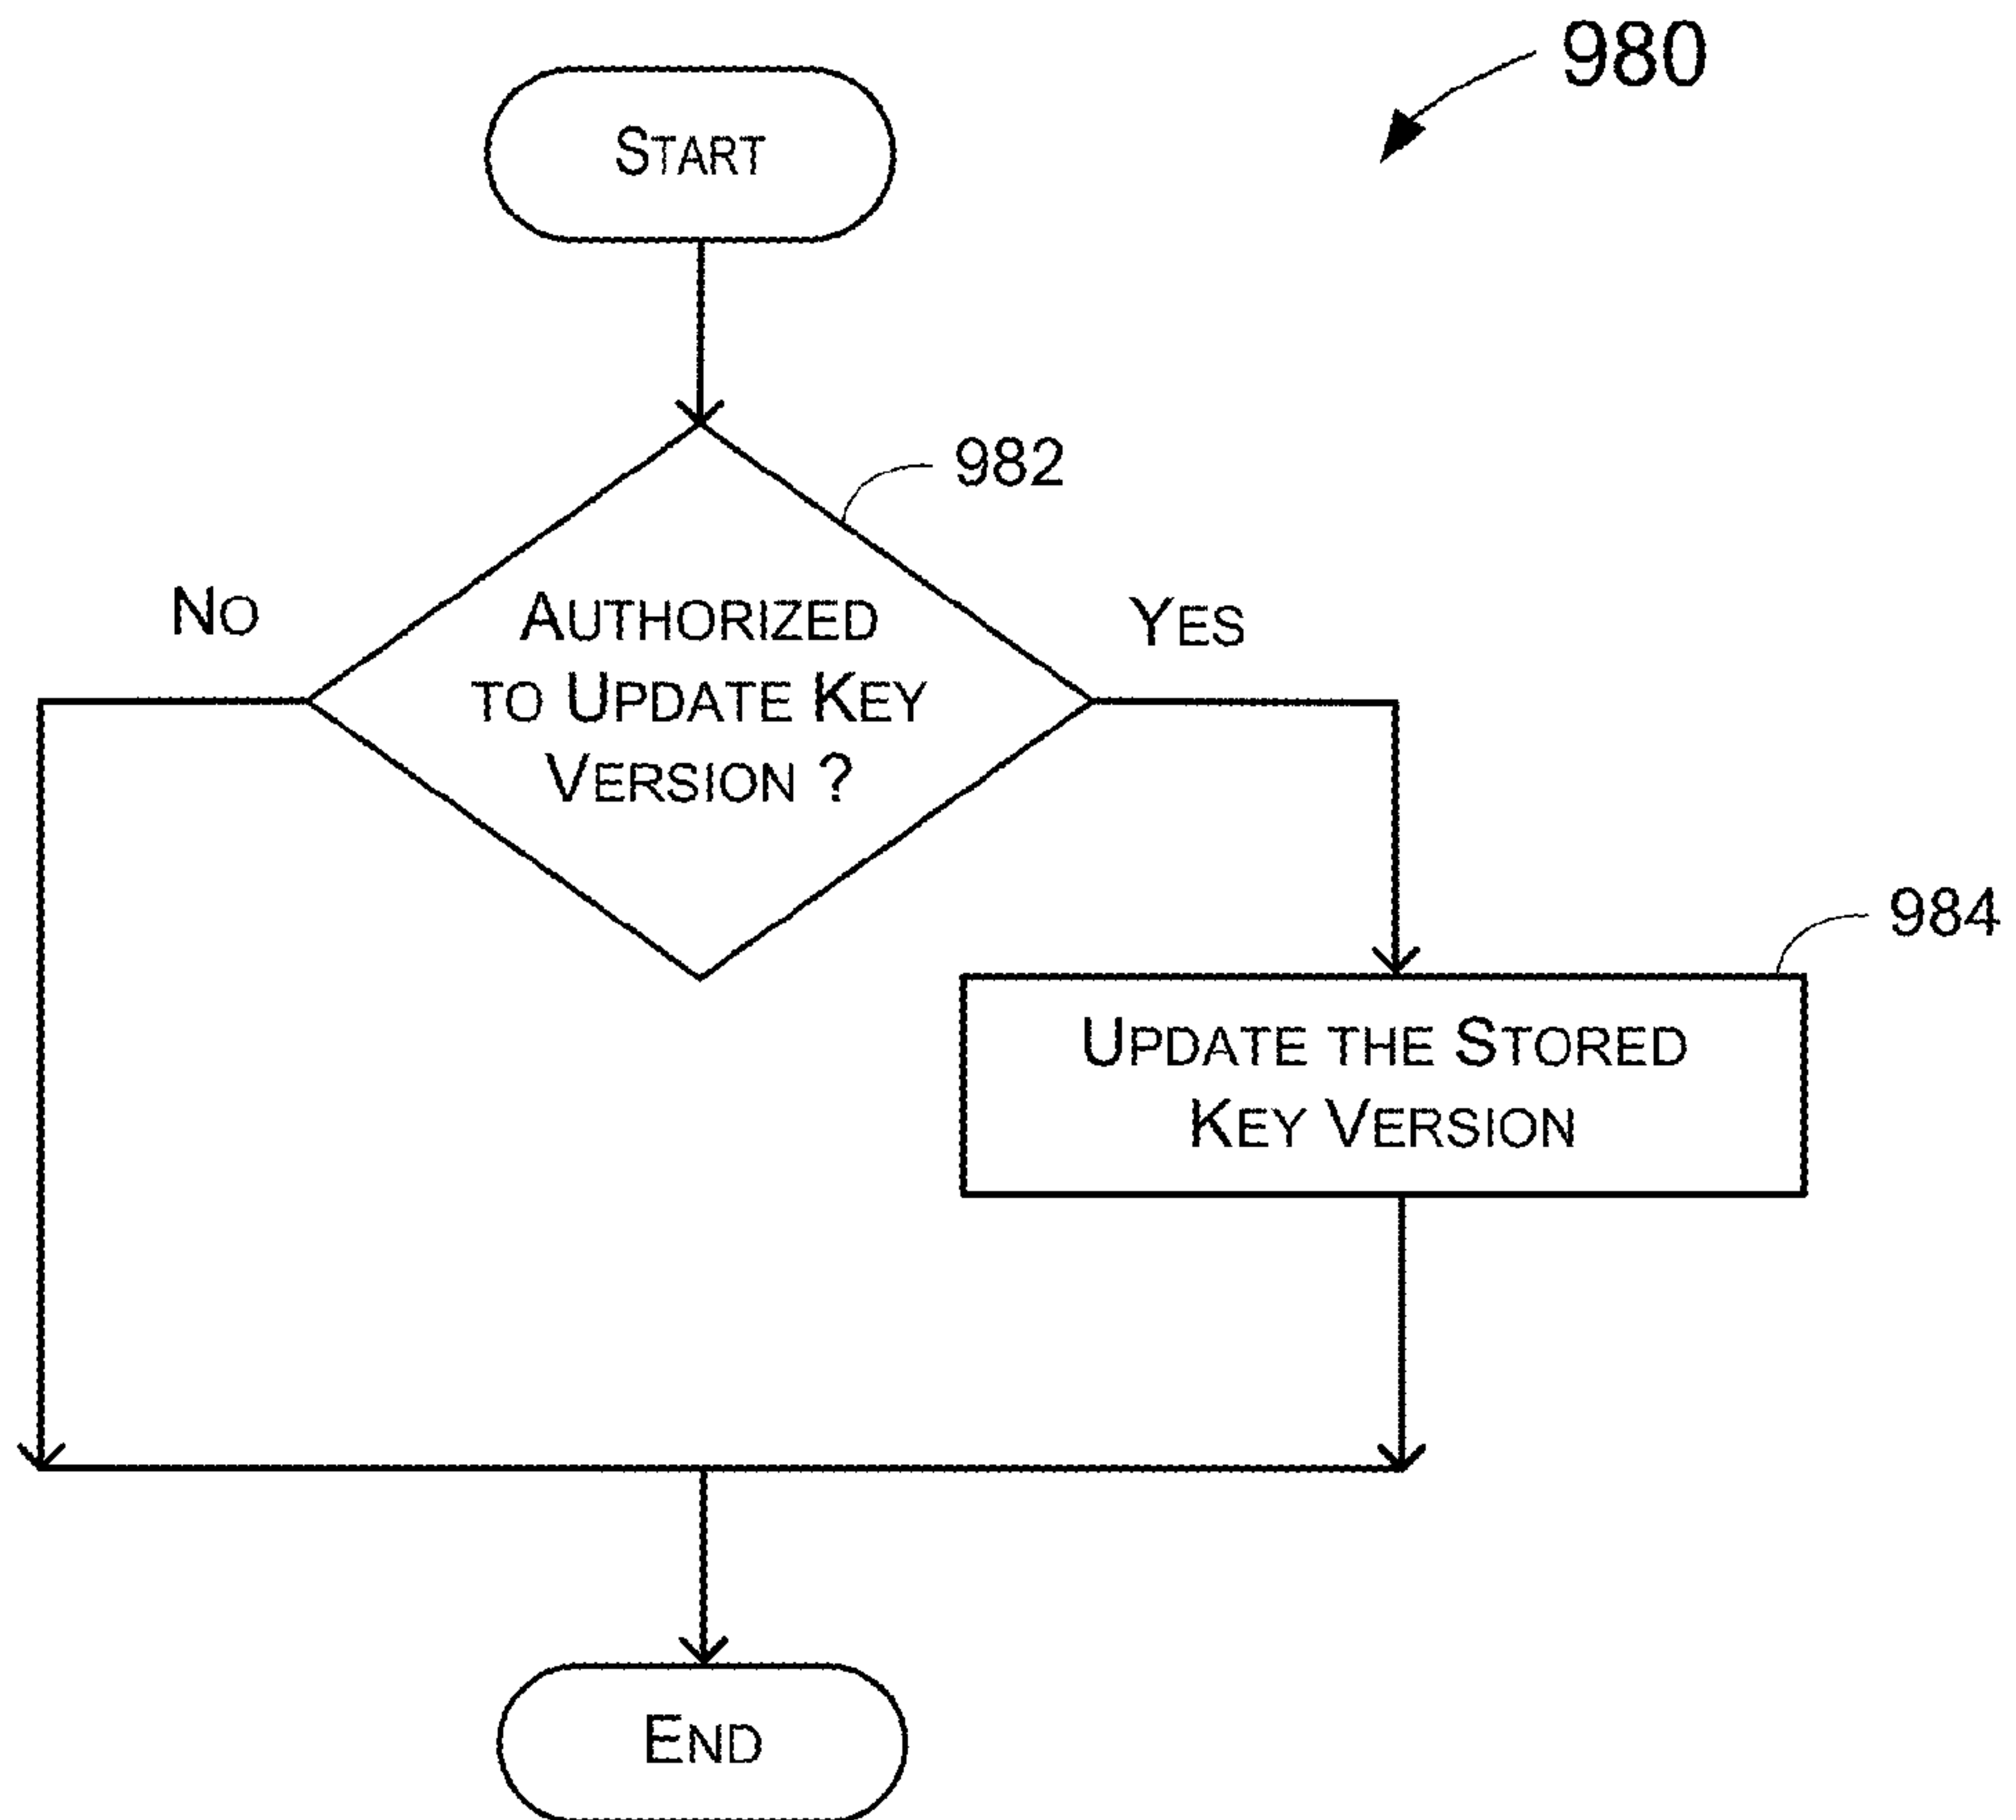 980
START
982
NO
YES
AUTHORIZED
TO UPDATE KEY
VERSION ?
984
UPDATE THE STORED
KEY VERSION
END